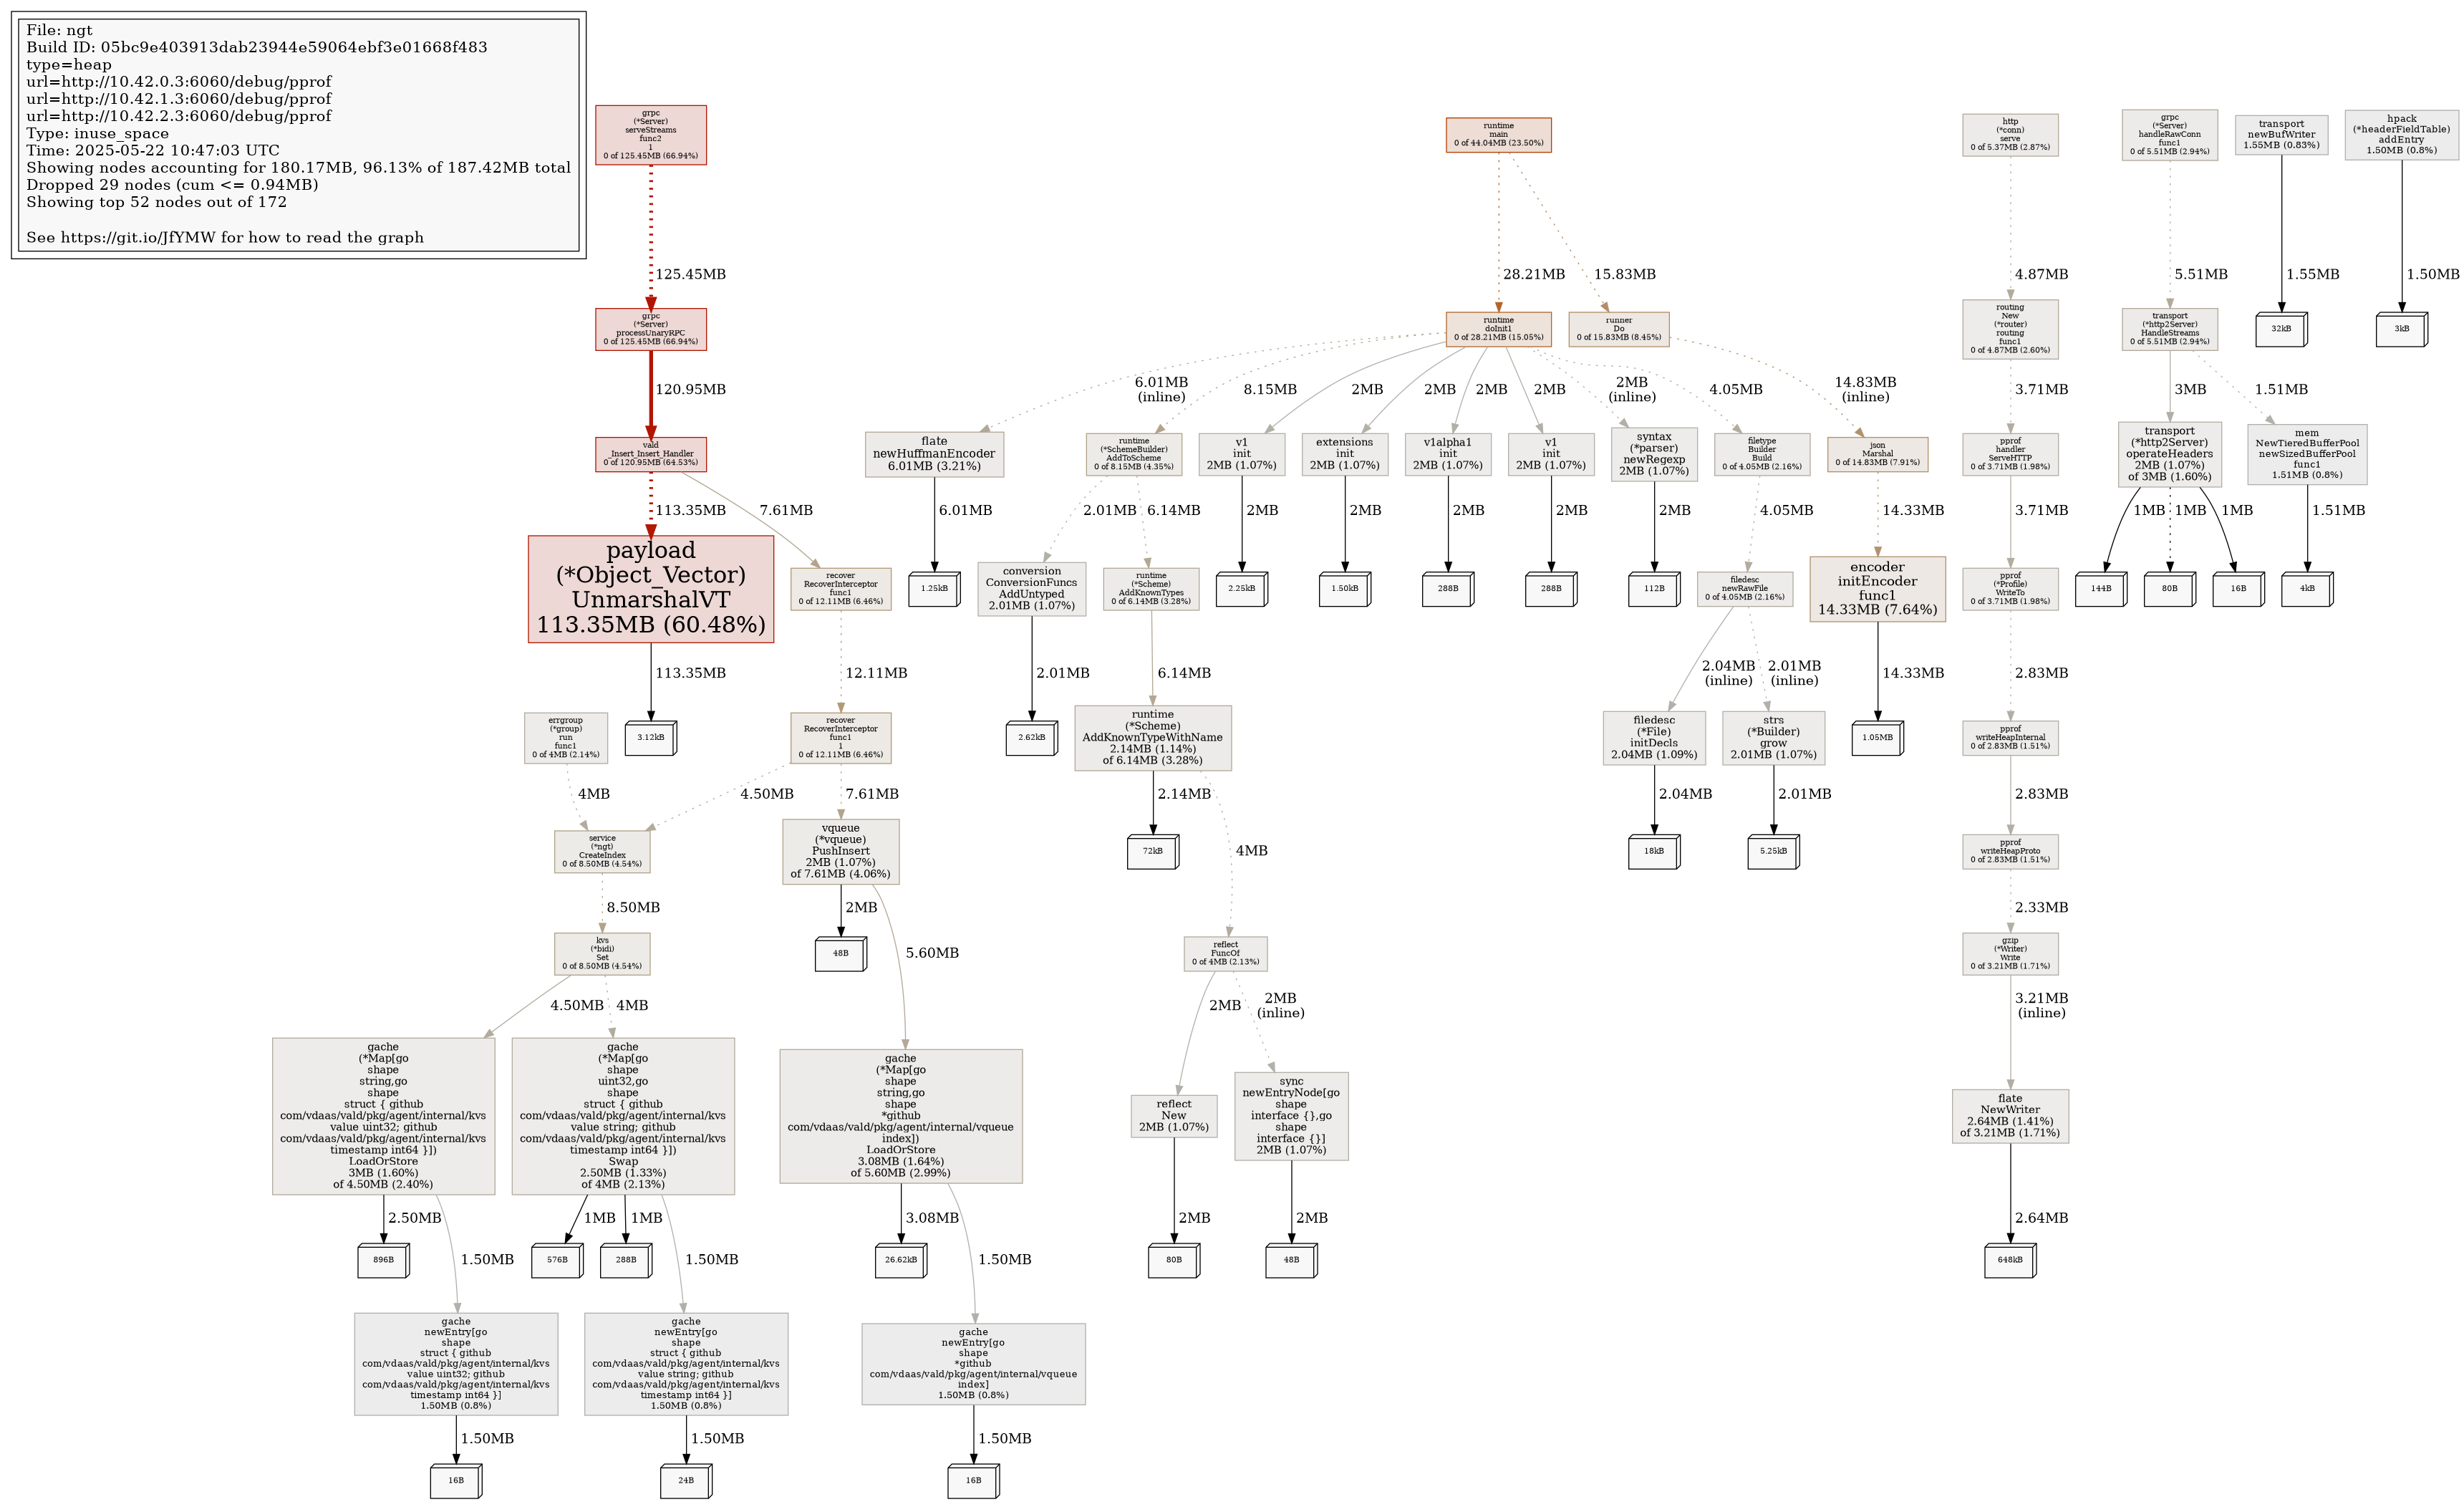 File: ngt
Build ID: 05bc9e403913dab23944e59064ebf3e01668f483
type=heap
url=http://10.42.0.3:6060/debug/pprof
url=http://10.42.1.3:6060/debug/pprof
url=http://10.42.2.3:6060/debug/pprof
Type: inuse_space
Time: 2025-05-22 10:47:03 UTC
Showing nodes accounting for 180.17MB, 96.13% of 187.42MB total
Dropped 29 nodes (cum <= 0.94MB)
Showing top 52 nodes out of 172
See https://git.io/JfYMW for how to read the graph
grpc
(*Server)
serveStreams
func2
1
0 of 125.45MB (66.94%)
125.45MB
grpc
(*Server)
processUnaryRPC
0 of 125.45MB (66.94%)
120.95MB
vald
_Insert_Insert_Handler
0 of 120.95MB (64.53%)
113.35MB
7.61MB
payload
(*Object_Vector)
UnmarshalVT
113.35MB (60.48%)
113.35MB
3.12kB
recover
RecoverInterceptor
func1
0 of 12.11MB (6.46%)
12.11MB
recover
RecoverInterceptor
func1
1
0 of 12.11MB (6.46%)
4.50MB
7.61MB
errgroup
(*group)
run
func1
0 of 4MB (2.14%)
4MB
service
(*ngt)
CreateIndex
0 of 8.50MB (4.54%)
8.50MB
kvs
(*bidi)
Set
0 of 8.50MB (4.54%)
4.50MB
4MB
vqueue
(*vqueue)
PushInsert
2MB (1.07%)
of 7.61MB (4.06%)
2MB
48B
5.60MB
gache
(*Map[go
shape
string,go
shape
struct { github
com/vdaas/vald/pkg/agent/internal/kvs
value uint32; github
com/vdaas/vald/pkg/agent/internal/kvs
timestamp int64 }])
LoadOrStore
3MB (1.60%)
of 4.50MB (2.40%)
2.50MB
896B
1.50MB
gache
newEntry[go
shape
struct { github
com/vdaas/vald/pkg/agent/internal/kvs
value uint32; github
com/vdaas/vald/pkg/agent/internal/kvs
timestamp int64 }]
1.50MB (0.8%)
1.50MB
16B
gache
(*Map[go
shape
uint32,go
shape
struct { github
com/vdaas/vald/pkg/agent/internal/kvs
value string; github
com/vdaas/vald/pkg/agent/internal/kvs
timestamp int64 }])
Swap
2.50MB (1.33%)
of 4MB (2.13%)
1MB
576B
1MB
288B
1.50MB
gache
newEntry[go
shape
struct { github
com/vdaas/vald/pkg/agent/internal/kvs
value string; github
com/vdaas/vald/pkg/agent/internal/kvs
timestamp int64 }]
1.50MB (0.8%)
1.50MB
24B
gache
(*Map[go
shape
string,go
shape
*github
com/vdaas/vald/pkg/agent/internal/vqueue
index])
LoadOrStore
3.08MB (1.64%)
of 5.60MB (2.99%)
3.08MB
26.62kB
1.50MB
gache
newEntry[go
shape
*github
com/vdaas/vald/pkg/agent/internal/vqueue
index]
1.50MB (0.8%)
1.50MB
16B
runtime
main
0 of 44.04MB (23.50%)
28.21MB
15.83MB
runtime
doInit1
0 of 28.21MB (15.05%)
runner
Do
0 of 15.83MB (8.45%)
6.01MB
(inline)
8.15MB
2MB
2MB
2MB
2MB
2MB
(inline)
4.05MB
14.83MB
(inline)
flate
newHuffmanEncoder
6.01MB (3.21%)
6.01MB
1.25kB
runtime
(*SchemeBuilder)
AddToScheme
0 of 8.15MB (4.35%)
2.01MB
6.14MB
conversion
ConversionFuncs
AddUntyped
2.01MB (1.07%)
2.01MB
2.62kB
runtime
(*Scheme)
AddKnownTypes
0 of 6.14MB (3.28%)
6.14MB
runtime
(*Scheme)
AddKnownTypeWithName
2.14MB (1.14%)
of 6.14MB (3.28%)
2.14MB
72kB
4MB
reflect
FuncOf
0 of 4MB (2.13%)
2MB
2MB
(inline)
reflect
New
2MB (1.07%)
2MB
80B
sync
newEntryNode[go
shape
interface {},go
shape
interface {}]
2MB (1.07%)
2MB
48B
v1
init
2MB (1.07%)
2MB
2.25kB
extensions
init
2MB (1.07%)
2MB
1.50kB
v1alpha1
init
2MB (1.07%)
2MB
288B
v1
init
2MB (1.07%)
2MB
288B
syntax
(*parser)
newRegexp
2MB (1.07%)
2MB
112B
filetype
Builder
Build
0 of 4.05MB (2.16%)
4.05MB
filedesc
newRawFile
0 of 4.05MB (2.16%)
2.04MB
(inline)
2.01MB
(inline)
filedesc
(*File)
initDecls
2.04MB (1.09%)
2.04MB
18kB
strs
(*Builder)
grow
2.01MB (1.07%)
2.01MB
5.25kB
json
Marshal
0 of 14.83MB (7.91%)
14.33MB
encoder
initEncoder
func1
14.33MB (7.64%)
14.33MB
1.05MB
http
(*conn)
serve
0 of 5.37MB (2.87%)
4.87MB
routing
New
(*router)
routing
func1
0 of 4.87MB (2.60%)
3.71MB
pprof
handler
ServeHTTP
0 of 3.71MB (1.98%)
3.71MB
pprof
(*Profile)
WriteTo
0 of 3.71MB (1.98%)
2.83MB
pprof
writeHeapInternal
0 of 2.83MB (1.51%)
2.83MB
pprof
writeHeapProto
0 of 2.83MB (1.51%)
2.33MB
gzip
(*Writer)
Write
0 of 3.21MB (1.71%)
3.21MB
(inline)
flate
NewWriter
2.64MB (1.41%)
of 3.21MB (1.71%)
2.64MB
648kB
grpc
(*Server)
handleRawConn
func1
0 of 5.51MB (2.94%)
5.51MB
transport
(*http2Server)
HandleStreams
0 of 5.51MB (2.94%)
3MB
1.51MB
transport
(*http2Server)
operateHeaders
2MB (1.07%)
of 3MB (1.60%)
1MB
1MB
1MB
144B
80B
16B
mem
NewTieredBufferPool
newSizedBufferPool
func1
1.51MB (0.8%)
1.51MB
4kB
transport
newBufWriter
1.55MB (0.83%)
1.55MB
32kB
hpack
(*headerFieldTable)
addEntry
1.50MB (0.8%)
1.50MB
3kB